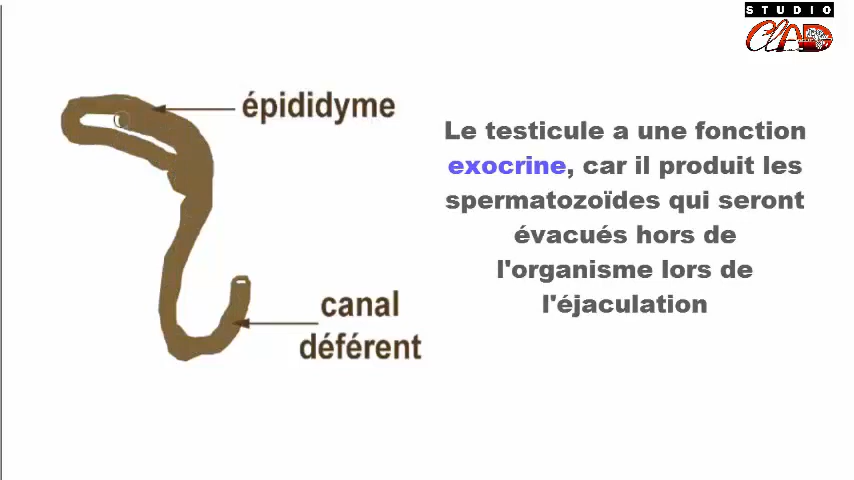 STUDIO
CLAD
épididyme
Le testicule a une fonction
exocrine, car il produit les
spermatozoïdes qui seront
évacués hors de
l'organisme lors de
l'éjaculation
canal
déférent